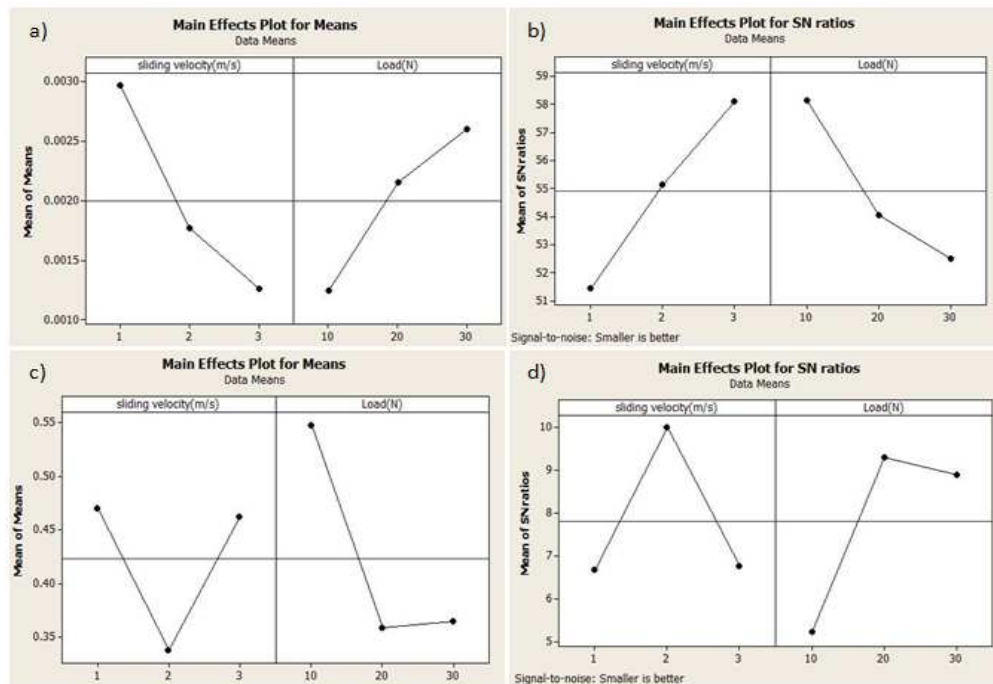 a)
Main Effects Plot for Means
Data Means
sliding velocity(m/s) Load(N)
0.0030
0.0025
0.0020
0.0015
0.0010
Mean of Means
1 2 3 10 20 30
b)
Main Effects Plot for SN ratios
Data Means
sliding velocity(m/s) Load(N)
59
58
57
56
55
54
53
52
51
Mean of SN ratios
1 2 3 10 20 30
Signal-to-noise: Smaller is better
c)
Main Effects Plot for Means
Data Means
sliding velocity(m/s) Load(N)
0.55
0.50
0.45
0.40
0.35
Mean of Means
1 2 3 10 20 30
d)
Main Effects Plot for SN ratios
Data Means
sliding velocity(m/s) Load(N)
10
9
8
7
6
5
Mean of SN ratios
1 2 3 10 20 30
Signal-to-noise: Smaller is better